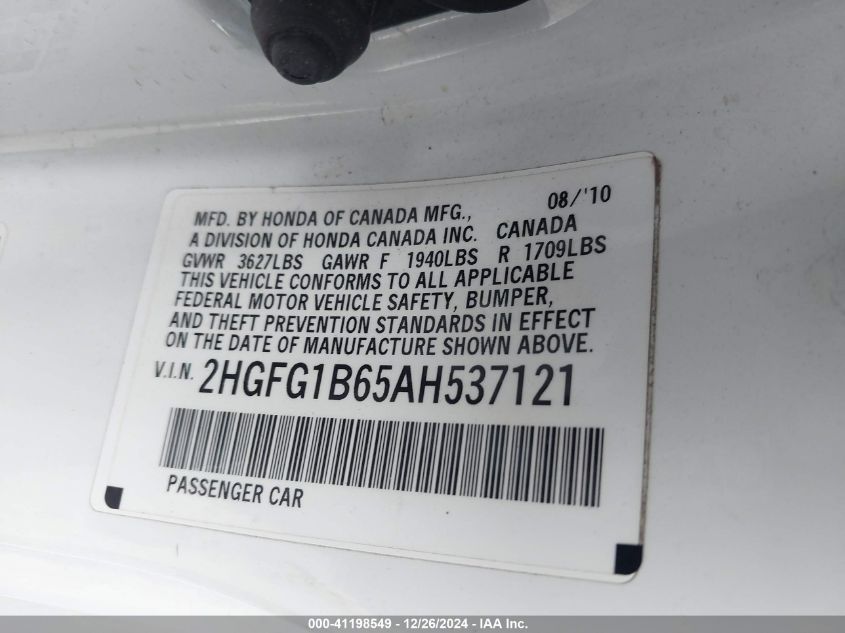 08/'10
MFD. BY HONDA OF CANADA MFG.,
A DIVISION OF HONDA CANADA INC. CANADA
GVWR 3627LBS GAWR F 1940LBS R 1709LBS
THIS VEHICLE CONFORMS TO ALL APPLICABLE
FEDERAL MOTOR VEHICLE SAFETY, BUMPER,
AND THEFT PREVENTION STANDARDS IN EFFECT
ON THE DATE OF MANUFACTURE SHOWN ABOVE.
V.I.N. 2HGFG1B65AH537121
PASSENGER CAR
000-41198549 - 12/26/2024 - IAA Inc.